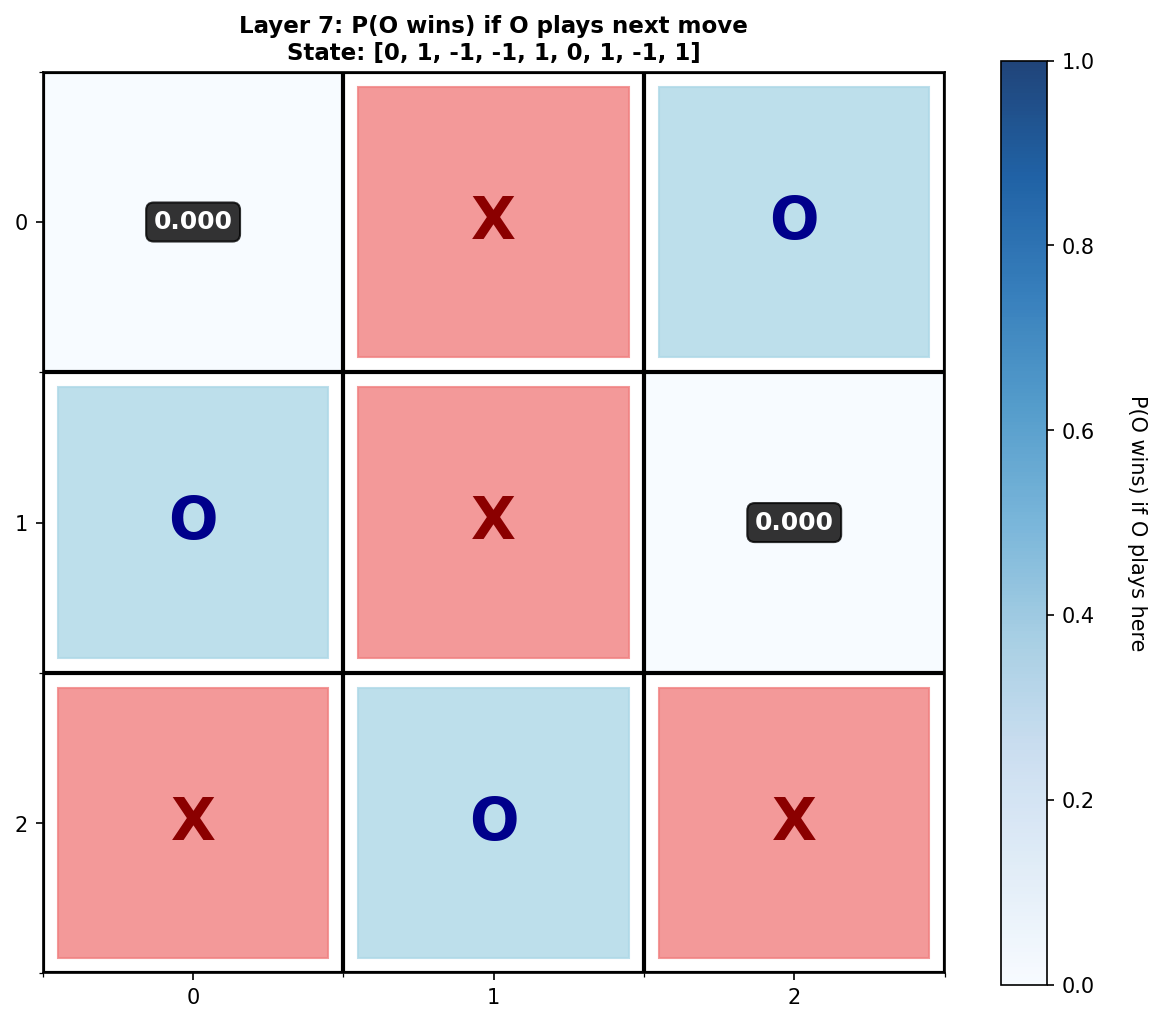 Layer 7: P(O wins) if O plays next move
State: [0, 1, -1, -1, 1, 0, 1, -1, 1]
0
0.000
X
O
1
O
X
0.000
2
X
O
X
0
1
2
1.0
0.8
0.6
0.4
0.2
0.0
P(O wins) if O plays here